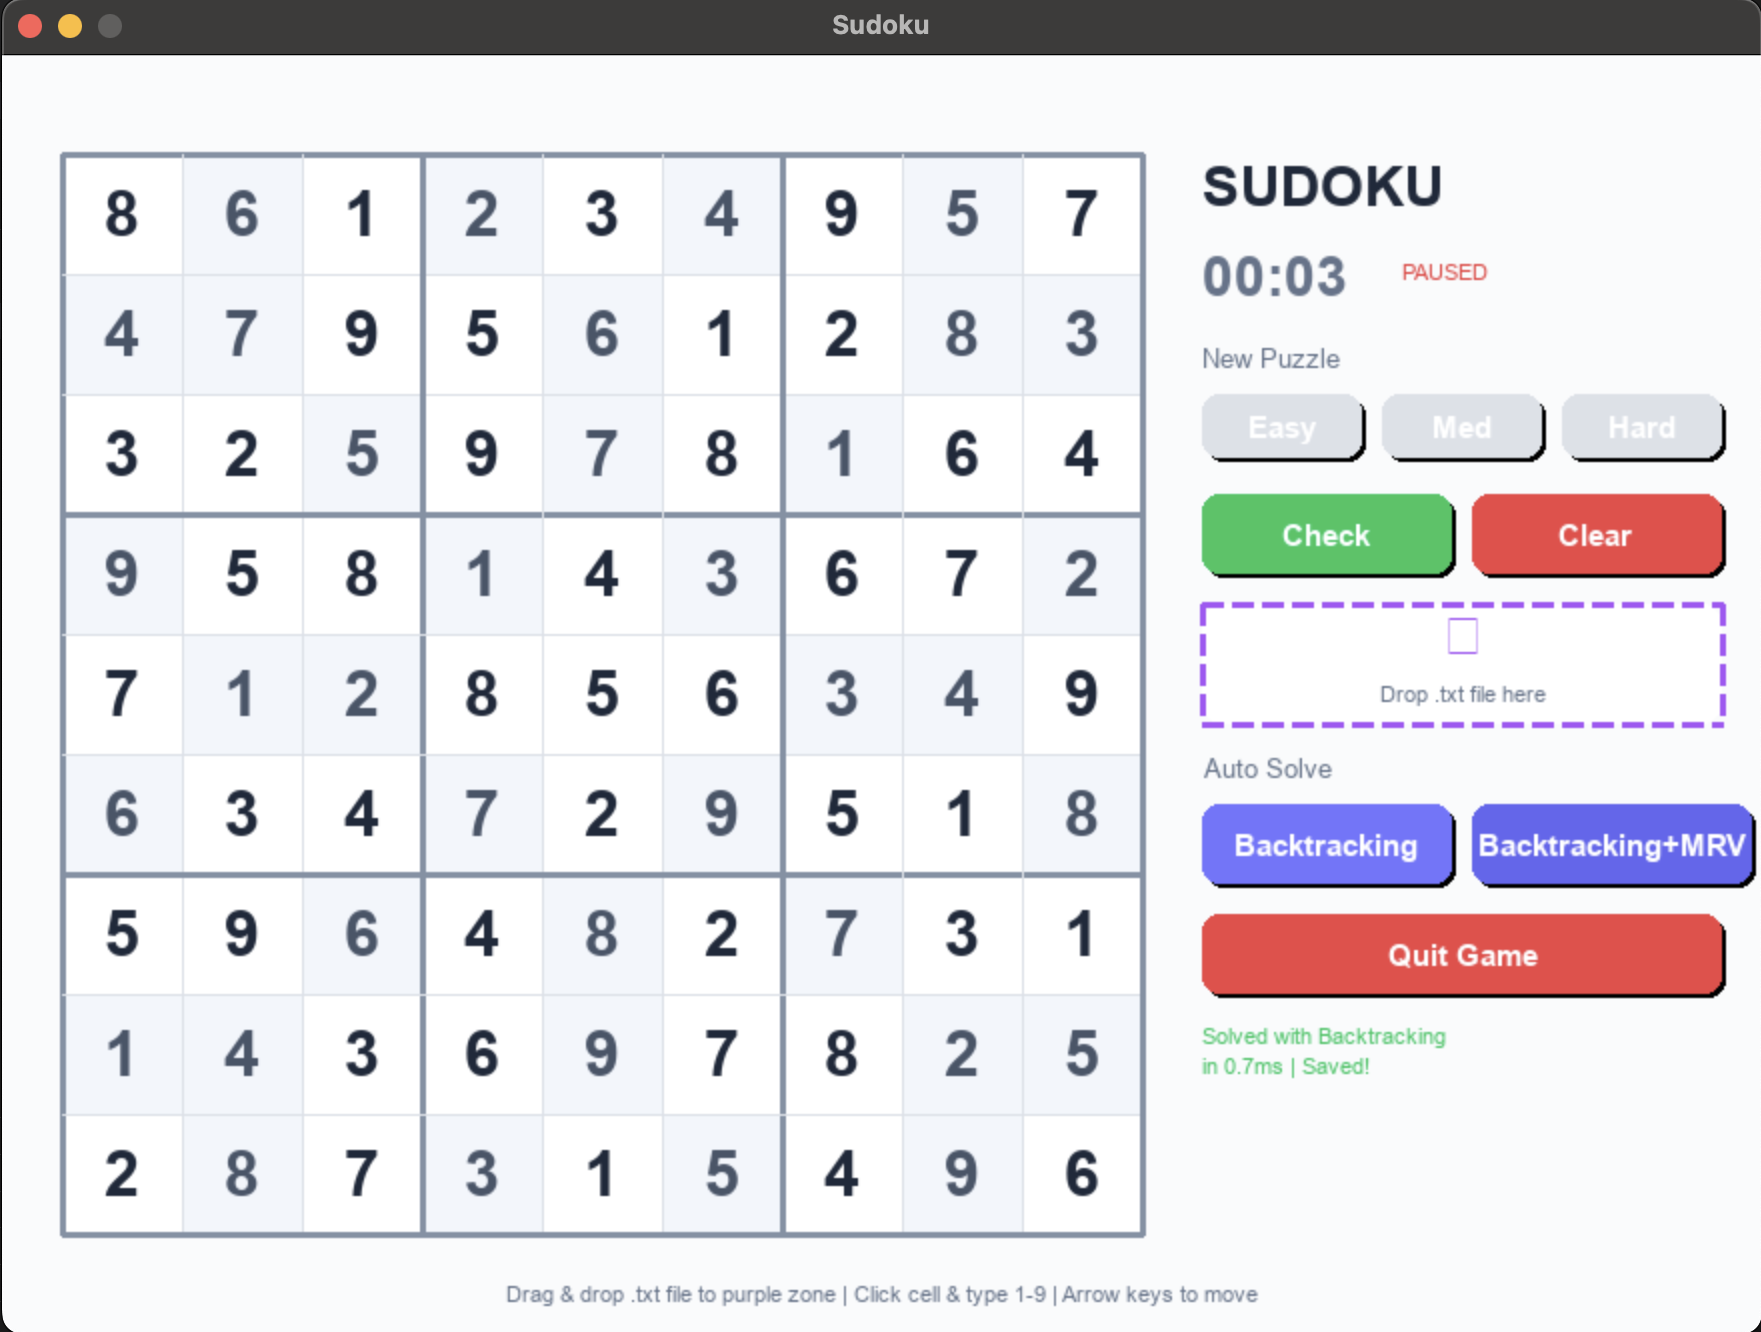 Sudoku
8 6 1 2 3 4 9 5 7
4 7 9 5 6 1 2 8 3
3 2 5 9 7 8 1 6 4
9 5 8 1 4 3 6 7 2
7 1 2 8 5 6 3 4 9
6 3 4 7 2 9 5 1 8
5 9 6 4 8 2 7 3 1
1 4 3 6 9 7 8 2 5
2 8 7 3 1 5 4 9 6
SUDOKU
00:03 PAUSED
New Puzzle
Easy Med Hard
Check Clear
Drop .txt file here
Auto Solve
Backtracking Backtracking+MRV
Quit Game
Solved with Backtracking
in 0.7ms | Saved!
Drag & drop .txt file to purple zone | Click cell & type 1-9 | Arrow keys to move